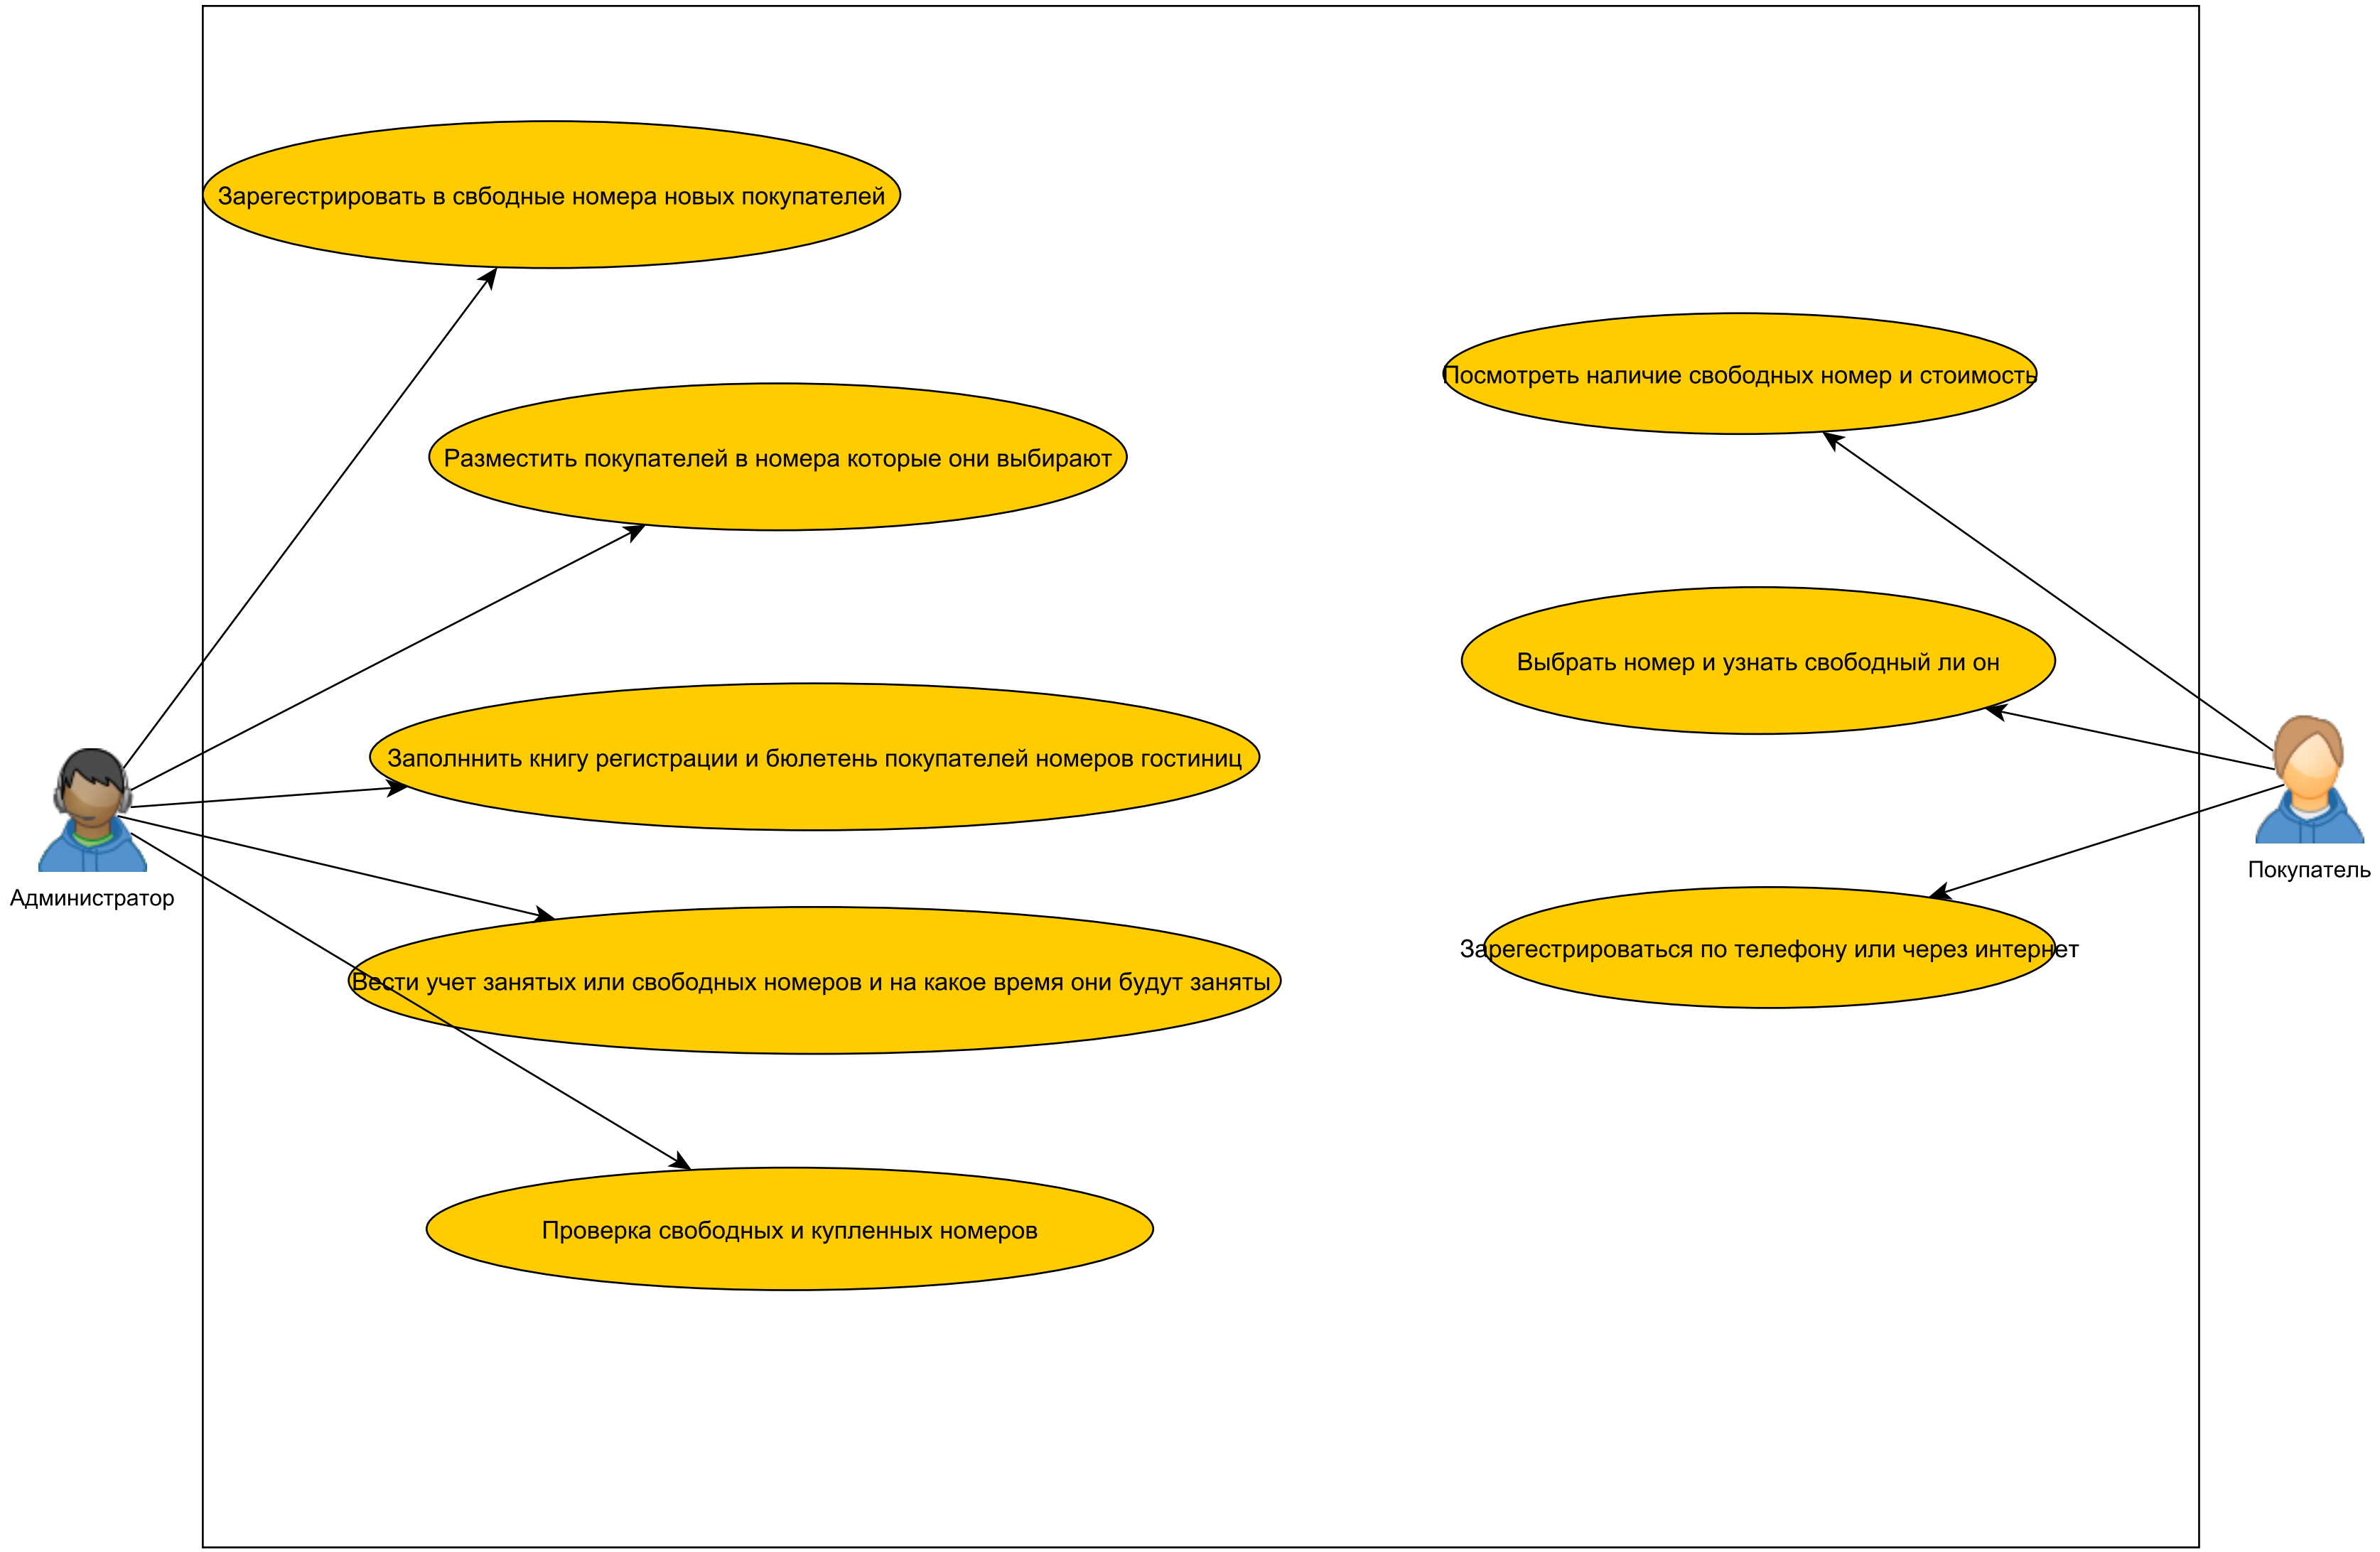 Зарегестрировать в свбодные номера новых покупателей
Посмотреть наличие свободных номер и стоимость
Разместить покупателей в номера которые они выбирают
Выбрать номер и узнать свободный ли он
Заполннить книгу регистрации и бюлетень покупателей номеров гостиниц
Покупатель
Администратор
Зарегестрироваться по телефону или через интернет
Вести учет занятых или свободных номеров и на какое время они будут заняты
Проверка свободных и купленных номеров